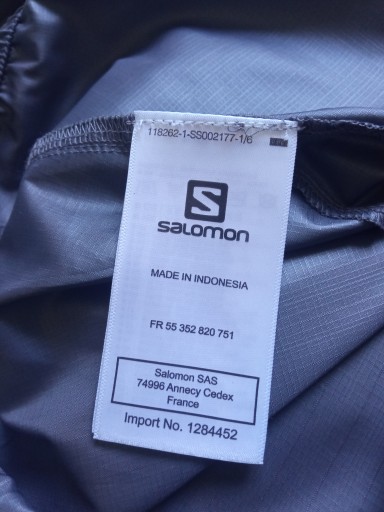 118262-1-SS002177-1/6
S
SALOMON
MADE IN INDONESIA
FR 55 352 820 751
Salomon SAS
74996 Annecy Cedex
France
Import No. 1284452